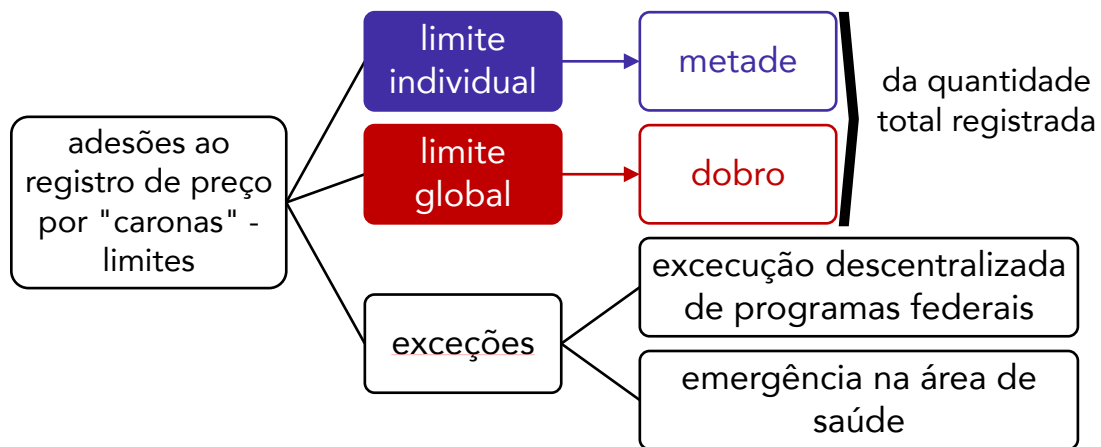 adesões ao
registro de preço
por "caronas" -
limites
limite
individual
metade
limite
global
dobro
da quantidade
total registrada
exceções
excecução descentralizada
de programas federais
emergência na área de
saúde